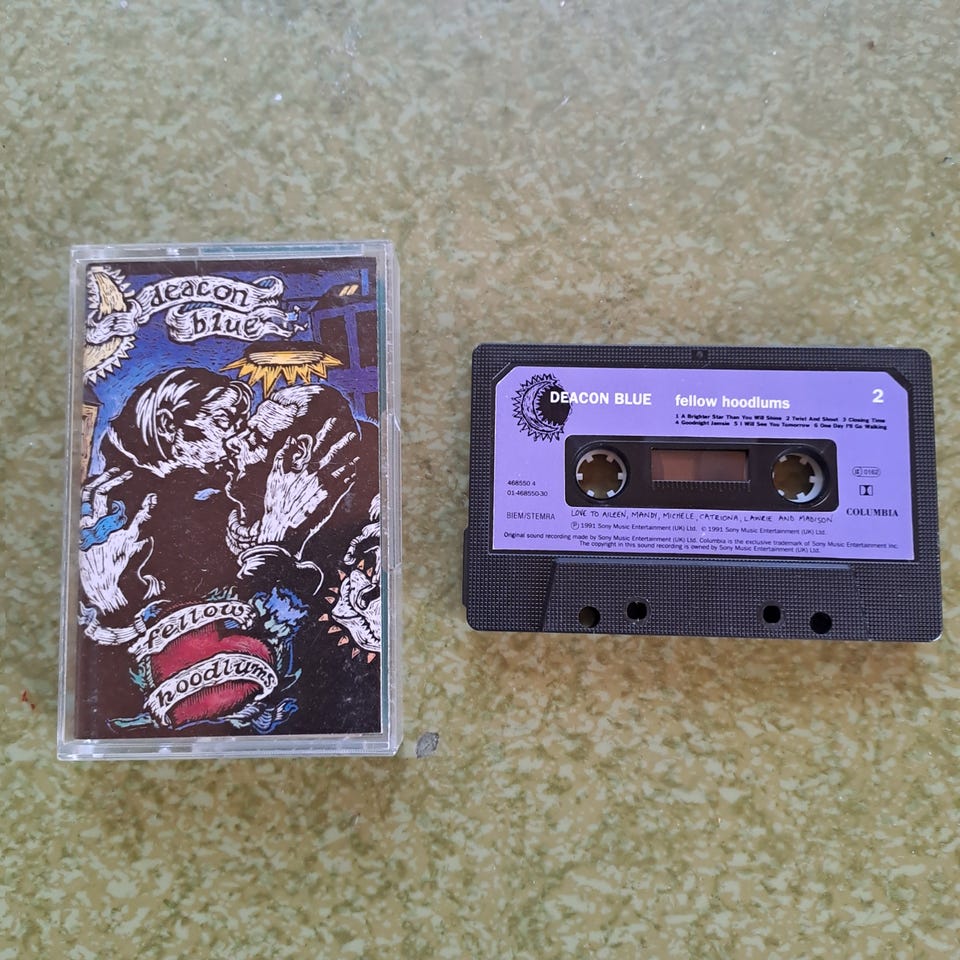 deacon
blue
fellow
hoodlums
DEACON BLUE fellow hoodlums 2
1 A Brighter Star Than You Will Shine 2 Twist And Shout 3 Closing Time
4 Goodnight Jamsie 5 I Will See You Tomorrow 6 One Day I'll Go Walking
468550 4
01-468550-30
0162
BIEM/STEMRA
LOVE TO AILEEN, MANDY, MICHELE, CATRIONA, LAWRIE AND MADISON
COLUMBIA
Ⓟ 1991 Sony Music Entertainment (UK) Ltd. © 1991 Sony Music Entertainment (UK) Ltd.
Original sound recording made by Sony Music Entertainment (UK) Ltd. Columbia is the exclusive trademark of Sony Music Entertainment Inc.
The copyright in this sound recording is owned by Sony Music Entertainment (UK) Ltd.